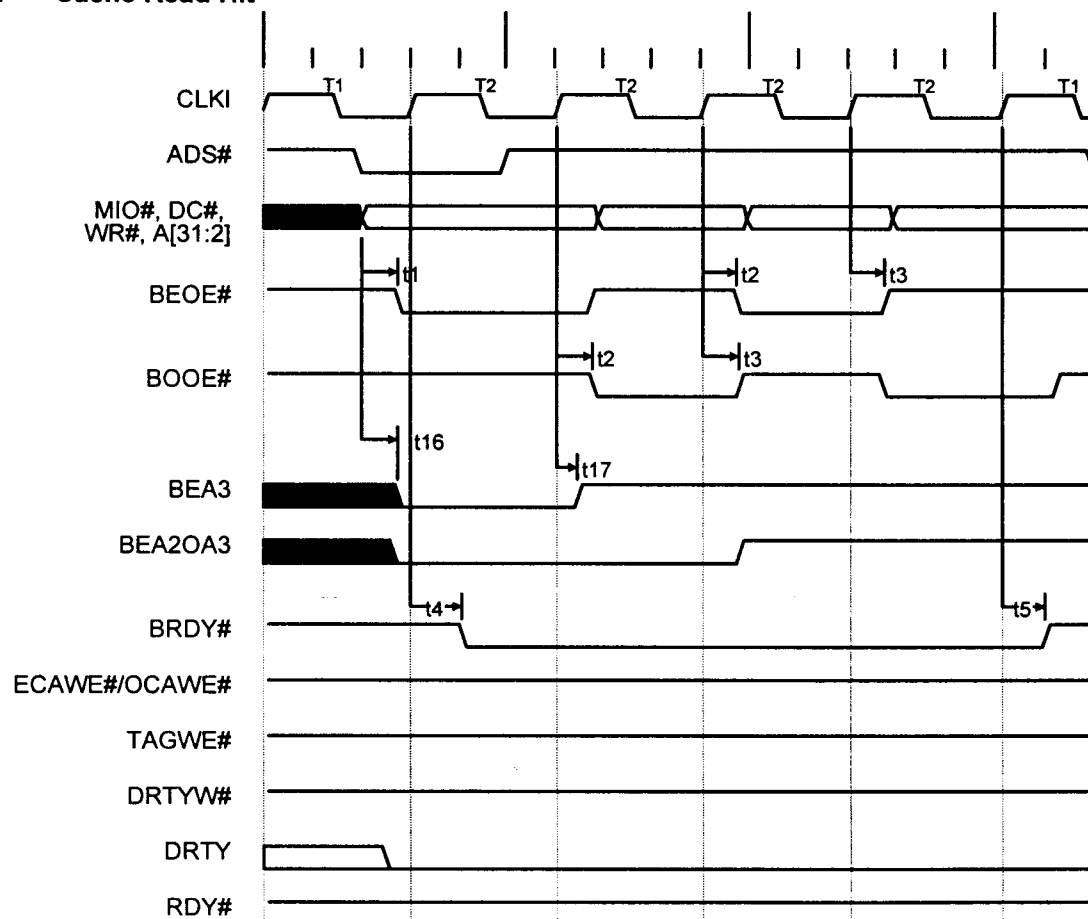 Cache Read Hit
T1 T2 T2 T2 T2 T1
CLKI
ADS#
MIO#, DC#,
WR#, A[31:2]
t1 t2 t3
BEOE#
t2 t3
BOOE#
t16
t17
BEA3
BEA2OA3
t4 t5
BRDY#
ECAWE#/OCAWE#
TAGWE#
DRTYW#
DRTY
RDY#